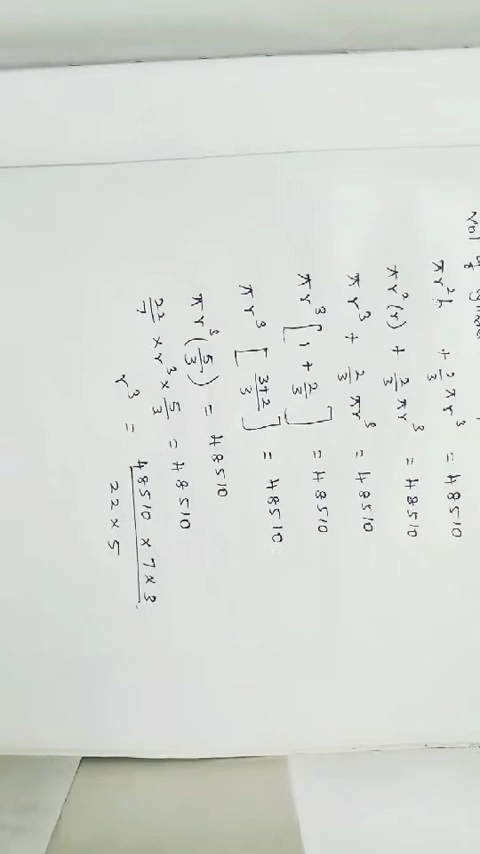 Vol of
πr²h + 2/3 πr³ = 48510
πr²(r) + 2/3 πr³ = 48510
πr³ + 2/3 πr³ = 48510
πr³ [1 + 2/3] = 48510
πr³ [3+2/3] = 48510
πr³ (5/3) = 48510
22/7 × r³ × 5/3 = 48510
r³ = 48510 × 7 × 3 / 22 × 5